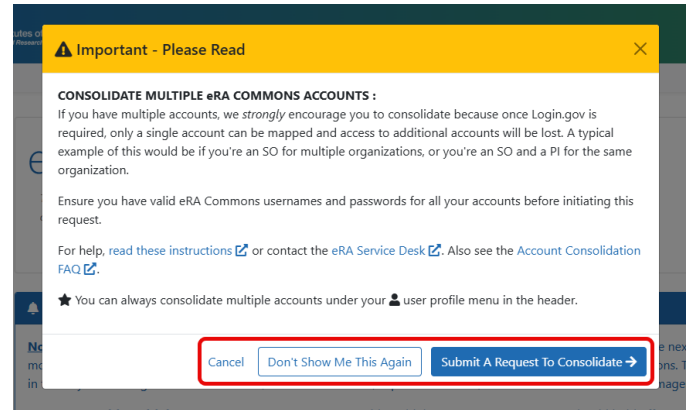 utes of
Research
Important - Please Read
CONSOLIDATE MULTIPLE eRA COMMONS ACCOUNTS :
If you have multiple accounts, we strongly encourage you to consolidate because once Login.gov is
required, only a single account can be mapped and access to additional accounts will be lost. A typical
example of this would be if you're an SO for multiple organizations, or you're an SO and a PI for the same
organization.
Ensure you have valid eRA Commons usernames and passwords for all your accounts before initiating this
request.
For help, read these instructions or contact the eRA Service Desk. Also see the Account Consolidation
FAQ.
You can always consolidate multiple accounts under your user profile menu in the header.
Cancel Don't Show Me This Again Submit A Request To Consolidate